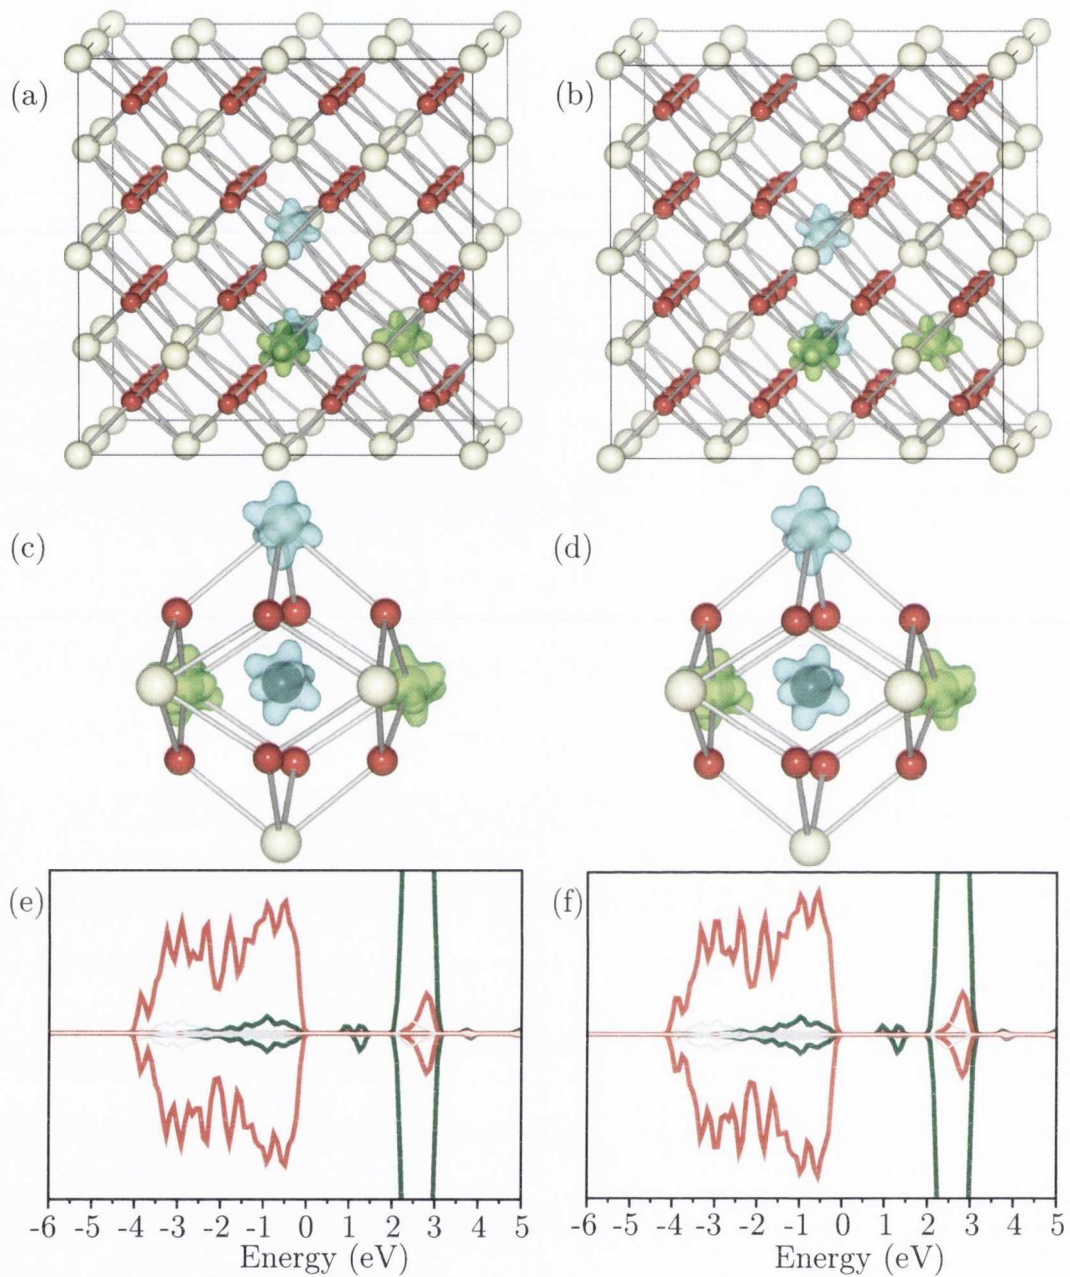 (a) (b)
(c) (d)
(e) (f)
-6 -5 -4 -3 -2 -1 0 1 2 3 4 5 -6 -5 -4 -3 -2 -1 0 1 2 3 4 5
Energy (eV) Energy (eV)